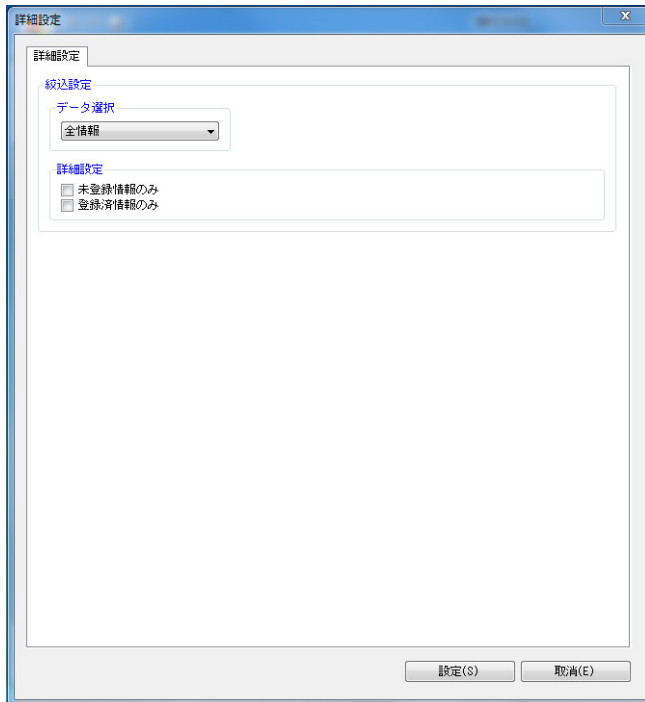 詳細設定
詳細設定
絞込設定
データ選択
全情報
詳細設定
未登録情報のみ
登録済情報のみ
設定(S)
取消(E)